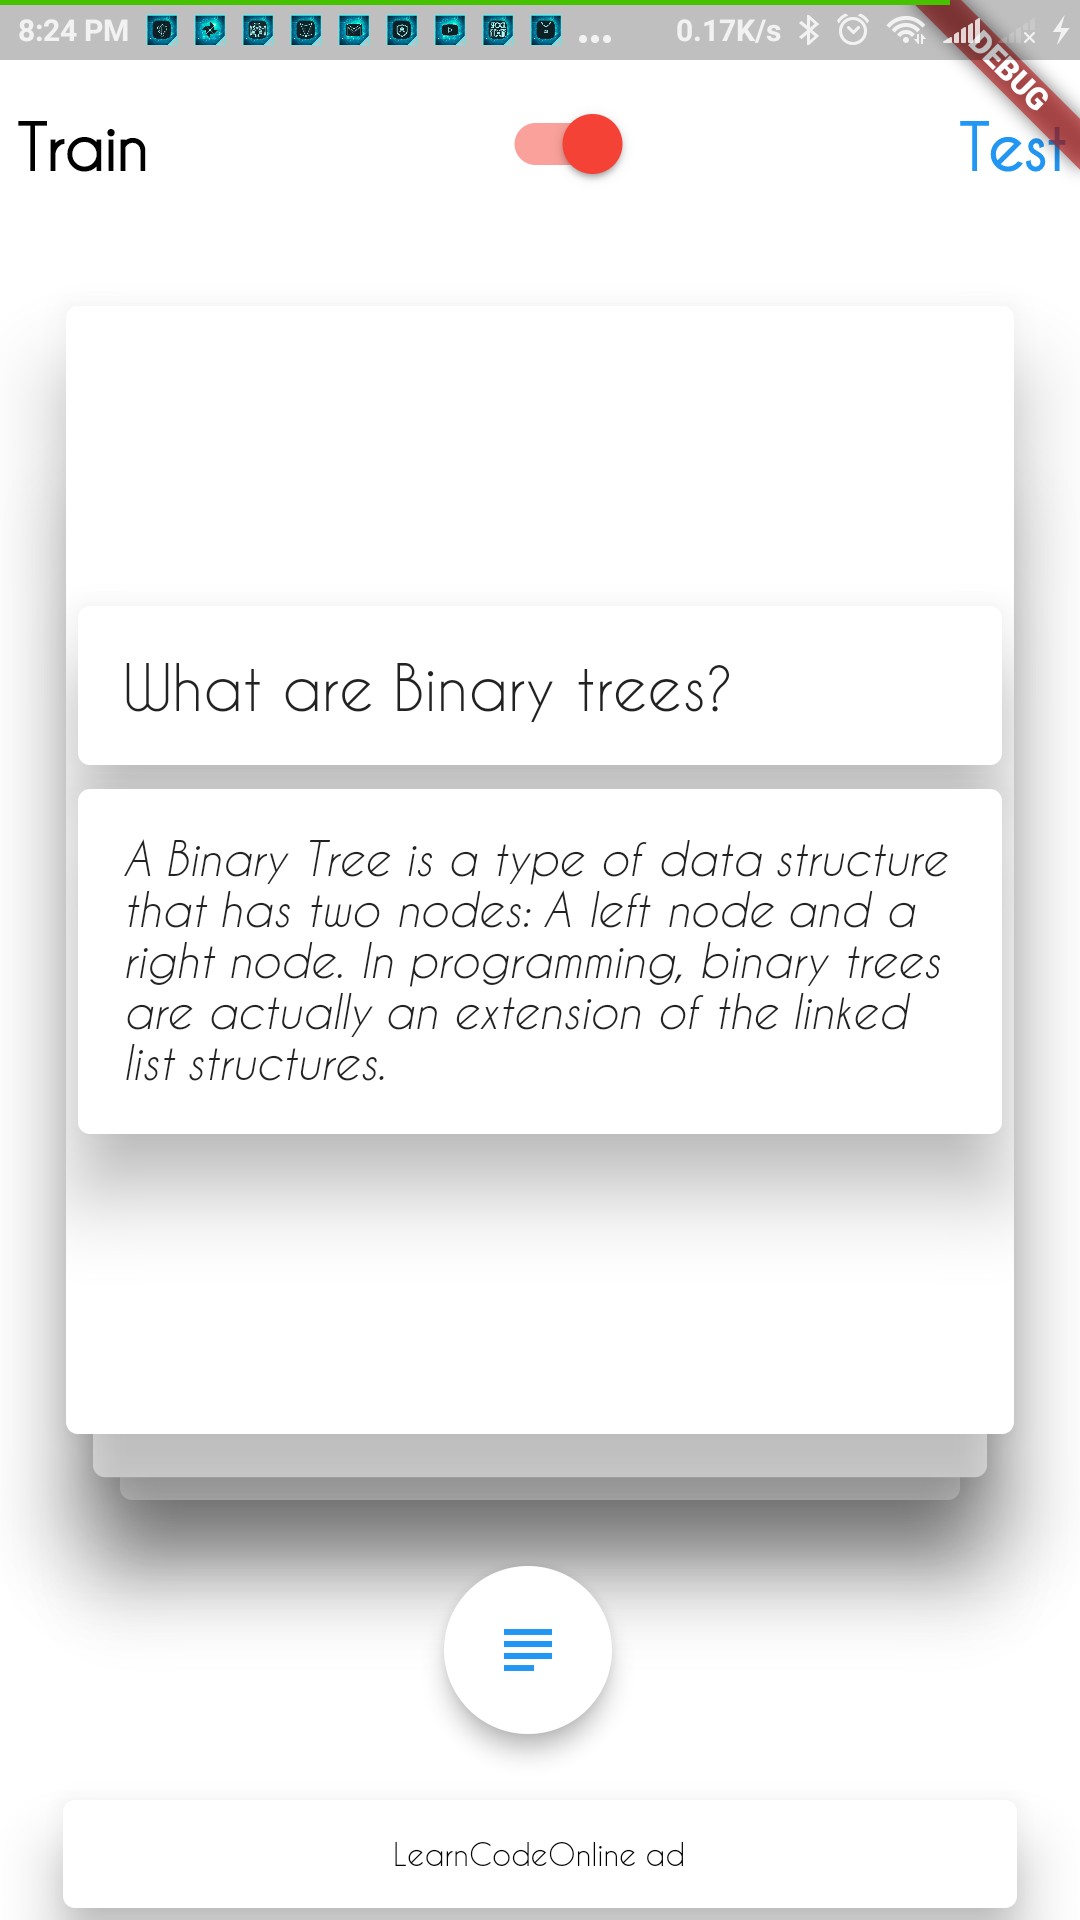 8:24 PM ... 0.17K/s
DEBUG
Train Test
What are Binary trees?
A Binary Tree is a type of data structure
that has two nodes: A left node and a
right node. In programming, binary trees
are actually an extension of the linked
list structures.
LearnCodeOnline ad